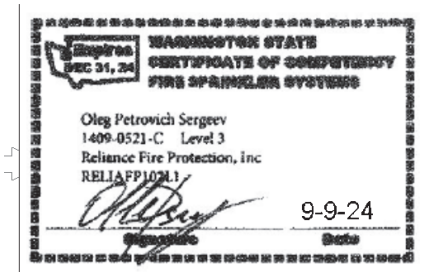 Expires
DEC 31, 24
WASHINGTON STATE
CERTIFICATE OF COMPETENCY
FIRE SPRINKLER SYSTEMS
Oleg Petrovich Sergeev
1409-0521-C Level 3
Reliance Fire Protection, Inc
RELIAFP102L1
9-9-24
Signature Date